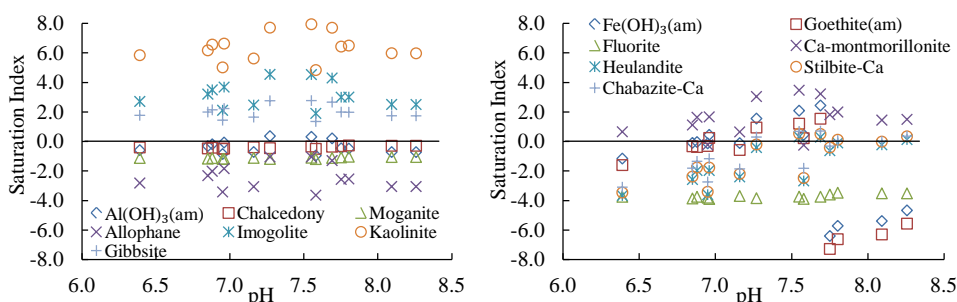 8.0
6.0
4.0
2.0
0.0
-2.0
-4.0
-6.0
-8.0
Saturation Index
Al(OH)3(am) Chalcedony Moganite
Allophane Imogolite Kaolinite
Gibbsite
6.0 6.5 7.0 7.5 8.0 8.5
pH
8.0
6.0
4.0
2.0
0.0
-2.0
-4.0
-6.0
-8.0
Saturation Index
Fe(OH)3(am) Goethite(am)
Fluorite Ca-montmorillonite
Heulandite Stilbite-Ca
Chabazite-Ca
6.0 6.5 7.0 7.5 8.0 8.5
pH